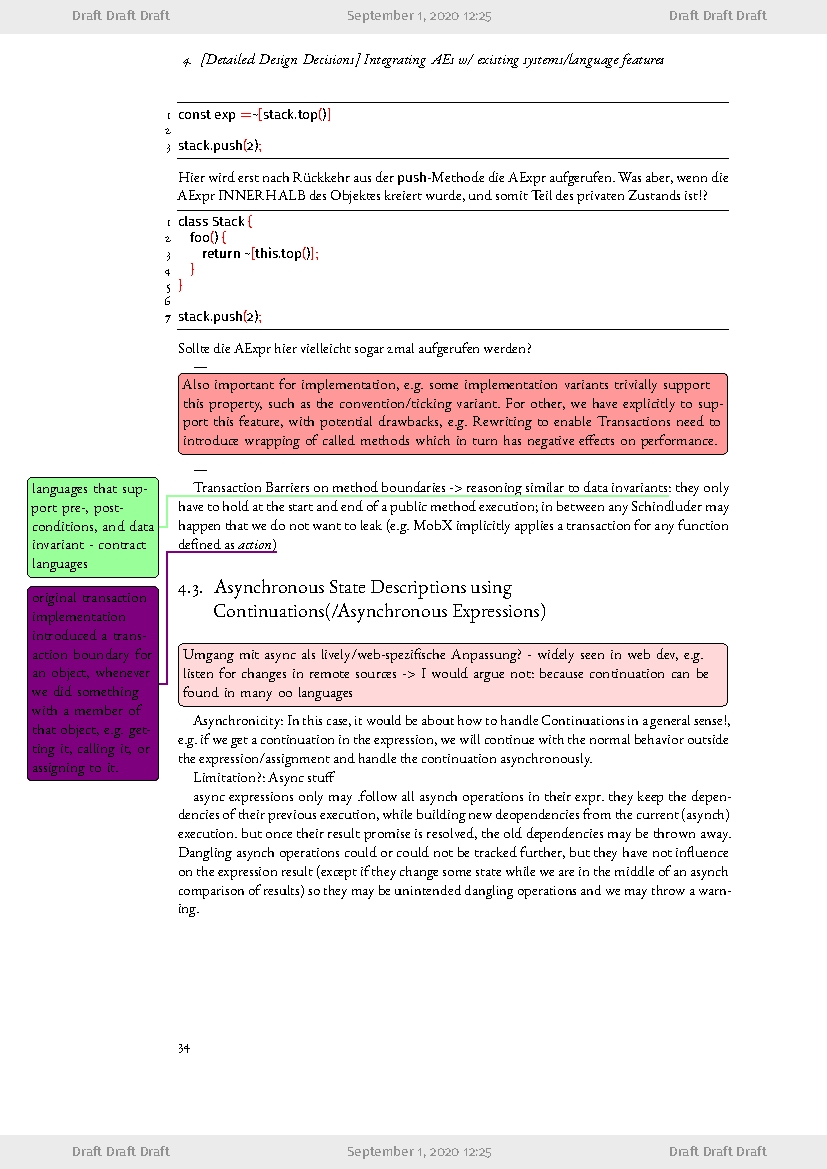 Draft Draft Draft September 1, 2020 12:25 Draft Draft Draft
4. [Detailed Design Decisions] Integrating AEs w/ existing systems/language features
1 const exp =~[stack.top()]
2
3 stack.push(2);
Hier wird erst nach Rückkehr aus der push-Methode die AExpr aufgerufen. Was aber, wenn die
AExpr INNERHALB des Objektes kreiert wurde, und somit Teil des privaten Zustands ist!?
1 class Stack {
2 foo() {
3 return ~[this.top()];
4 }
5 }
6
7 stack.push(2);
Sollte die AExpr hier vielleicht sogar 2mal aufgerufen werden?
—
Also important for implementation, e.g. some implementation variants trivially support
this property, such as the convention/ticking variant. For other, we have explicitly to sup-
port this feature, with potential drawbacks, e.g. Rewriting to enable Transactions need to
introduce wrapping of called methods which in turn has negative effects on performance.
—
Transaction Barriers on method boundaries -> reasoning similar to data invariants: they only
have to hold at the start and end of a public method execution; in between any Schindluder may
happen that we do not want to leak (e.g. MobX implicitly applies a transaction for any function
defined as action)
languages that sup-
port pre-, post-
conditions, and data
invariant - contract
languages
original transaction
implementation
introduced a trans-
action boundary for
an object, whenever
we did something
with a member of
that object, e.g. get-
ting it, calling it, or
assigning to it.
4.3. Asynchronous State Descriptions using
Continuations(/Asynchronous Expressions)
Umgang mit async als lively/web-spezifische Anpassung? - widely seen in web dev, e.g.
listen for changes in remote sources -> I would argue not: because continuation can be
found in many oo languages
Asynchronicity: In this case, it would be about how to handle Continuations in a general sense!,
e.g. if we get a continuation in the expression, we will continue with the normal behavior outside
the expression/assignment and handle the continuation asynchronously.
Limitation?: Async stuff
async expressions only may .follow all asynch operations in their expr. they keep the depen-
dencies of their previous execution, while building new deopendencies from the current (asynch)
execution. but once their result promise is resolved, the old dependencies may be thrown away.
Dangling asynch operations could or could not be tracked further, but they have not influence
on the expression result (except if they change some state while we are in the middle of an asynch
comparison of results) so they may be unintended dangling operations and we may throw a warn-
ing.
34
Draft Draft Draft September 1, 2020 12:25 Draft Draft Draft